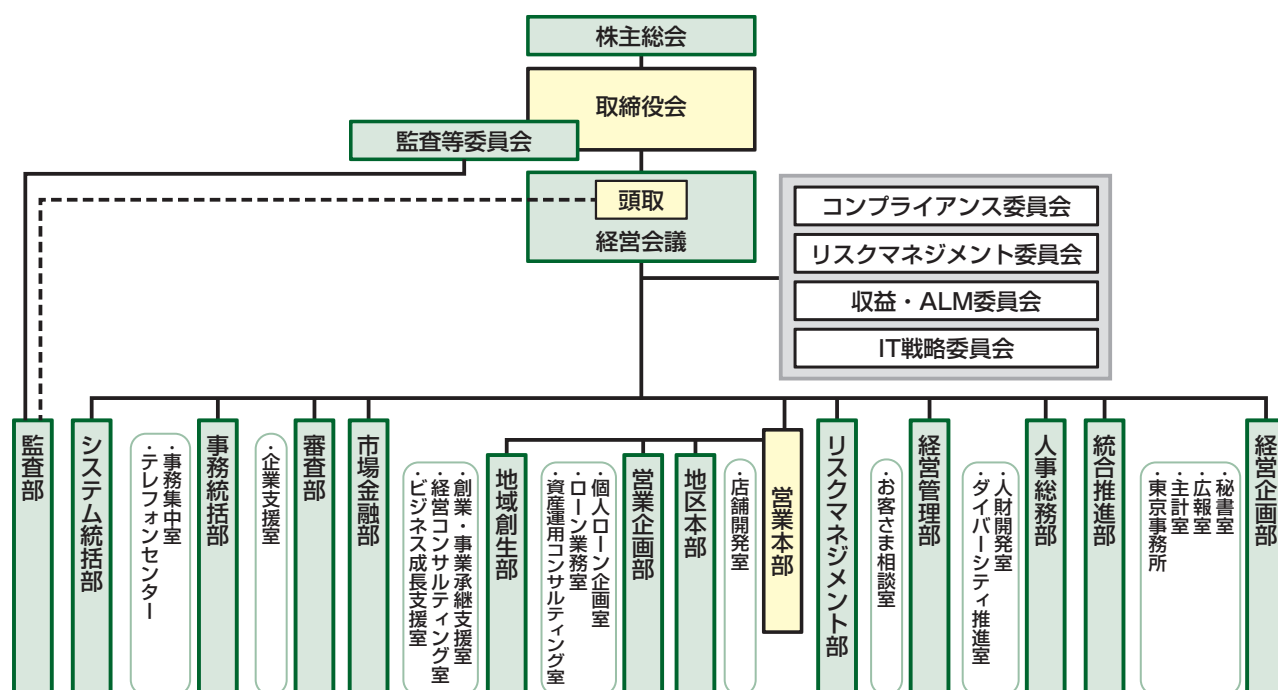 株主総会
取締役会
監査等委員会
頭取
経営会議
コンプライアンス委員会
リスクマネジメント委員会
収益・ALM委員会
IT戦略委員会
経営企画部
・秘書室
・広報室
・主計室
・東京事務所
統合推進部
人事総務部
・人財開発室
・ダイバーシティ推進室
経営管理部
・お客さま相談室
リスクマネジメント部
営業本部
・店舗開発室
地区本部
営業企画部
・個人ローン企画室
・ローン業務室
・資産運用コンサルティング室
地域創生部
・創業・事業承継支援室
・経営コンサルティング室
・ビジネス成長支援室
市場金融部
審査部
・企業支援室
事務統括部
・事務集中室
・テレフォンセンター
システム統括部
監査部